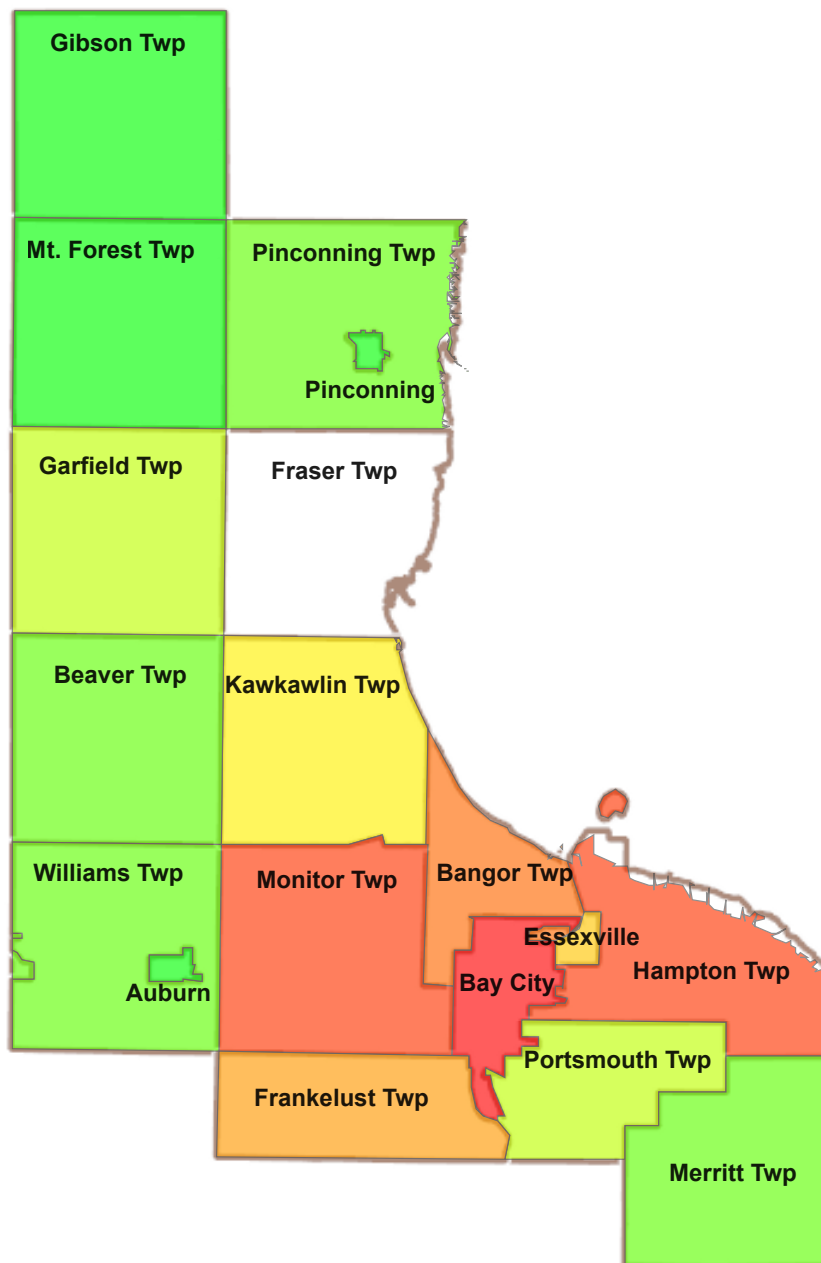 Gibson Twp
Mt. Forest Twp
Pinconning Twp
Pinconning
Garfield Twp
Fraser Twp
Beaver Twp
Kawkawlin Twp
Williams Twp
Monitor Twp
Bangor Twp
Essexville
Hampton Twp
Bay City
Auburn
Portsmouth Twp
Frankelust Twp
Merritt Twp